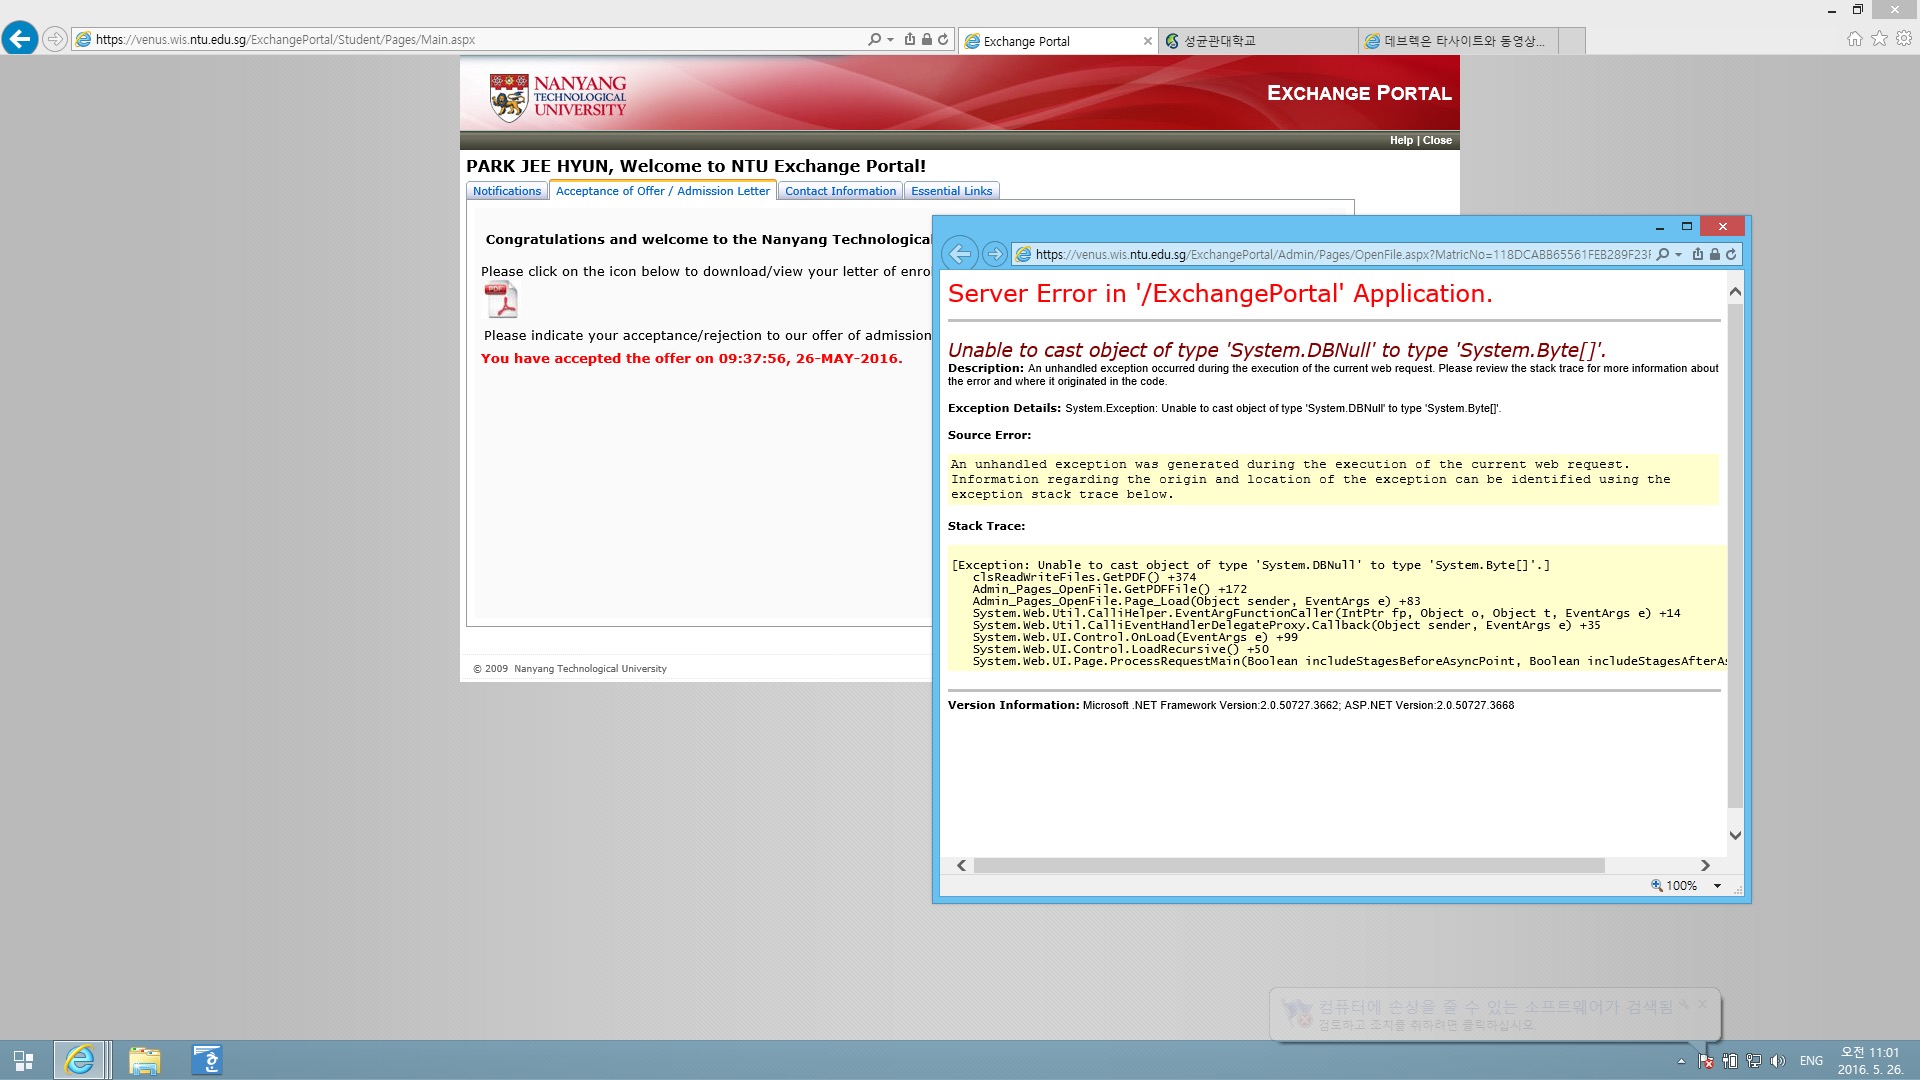 https://venus.wis.ntu.edu.sg/ExchangePortal/Student/Pages/Main.aspx
Exchange Portal
성균관대학교
데브렉은 타사이트와 동영상...
NANYANG
TECHNOLOGICAL
UNIVERSITY
EXCHANGE PORTAL
Help | Close
PARK JEE HYUN, Welcome to NTU Exchange Portal!
Notifications
Acceptance of Offer / Admission Letter
Contact Information
Essential Links
Congratulations and welcome to the Nanyang Technological
Please click on the icon below to download/view your letter of enro
PDF
Please indicate your acceptance/rejection to our offer of admission
You have accepted the offer on 09:37:56, 26-MAY-2016.
© 2009 Nanyang Technological University
https://venus.wis.ntu.edu.sg/ExchangePortal/Admin/Pages/OpenFile.aspx?MatricNo=118DCABB65561FEB289F23F
Server Error in '/ExchangePortal' Application.
Unable to cast object of type 'System.DBNull' to type 'System.Byte[]'.
Description: An unhandled exception occurred during the execution of the current web request. Please review the stack trace for more information about
the error and where it originated in the code.
Exception Details: System.Exception: Unable to cast object of type 'System.DBNull' to type 'System.Byte[]'.
Source Error:
An unhandled exception was generated during the execution of the current web request.
Information regarding the origin and location of the exception can be identified using the
exception stack trace below.
Stack Trace:
[Exception: Unable to cast object of type 'System.DBNull' to type 'System.Byte[]'.]
clsReadWriteFiles.GetPDF() +374
Admin_Pages_OpenFile.GetPDFFile() +172
Admin_Pages_OpenFile.Page_Load(Object sender, EventArgs e) +83
System.Web.Util.CalliHelper.EventArgFunctionCaller(IntPtr fp, Object o, Object t, EventArgs e) +14
System.Web.Util.CalliEventHandlerDelegateProxy.Callback(Object sender, EventArgs e) +35
System.Web.UI.Control.OnLoad(EventArgs e) +99
System.Web.UI.Control.LoadRecursive() +50
System.Web.UI.Page.ProcessRequestMain(Boolean includeStagesBeforeAsyncPoint, Boolean includeStagesAfterAs
Version Information: Microsoft .NET Framework Version:2.0.50727.3662; ASP.NET Version:2.0.50727.3668
100%
컴퓨터에 손상을 줄 수 있는 소프트웨어가 검색됨
검토하고 조치를 취하려면 클릭하십시오.
ENG
오전 11:01
2016. 5. 26.